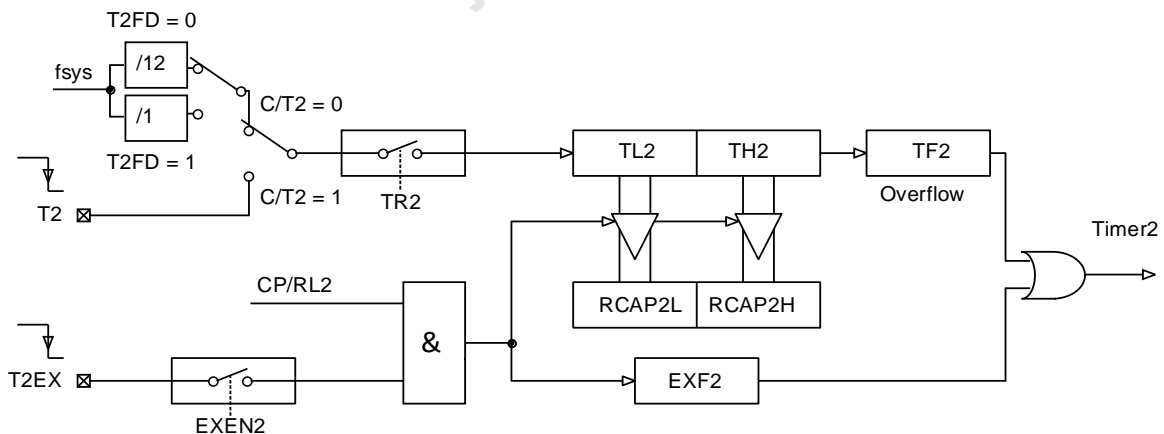 T2FD = 0
/12
fsys
C/T2 = 0
/1
T2FD = 1
TL2
TH2
TF2
Overflow
T2
C/T2 = 1
TR2
Timer2
CP/RL2
&
RCAP2L
RCAP2H
T2EX
EXF2
EXEN2